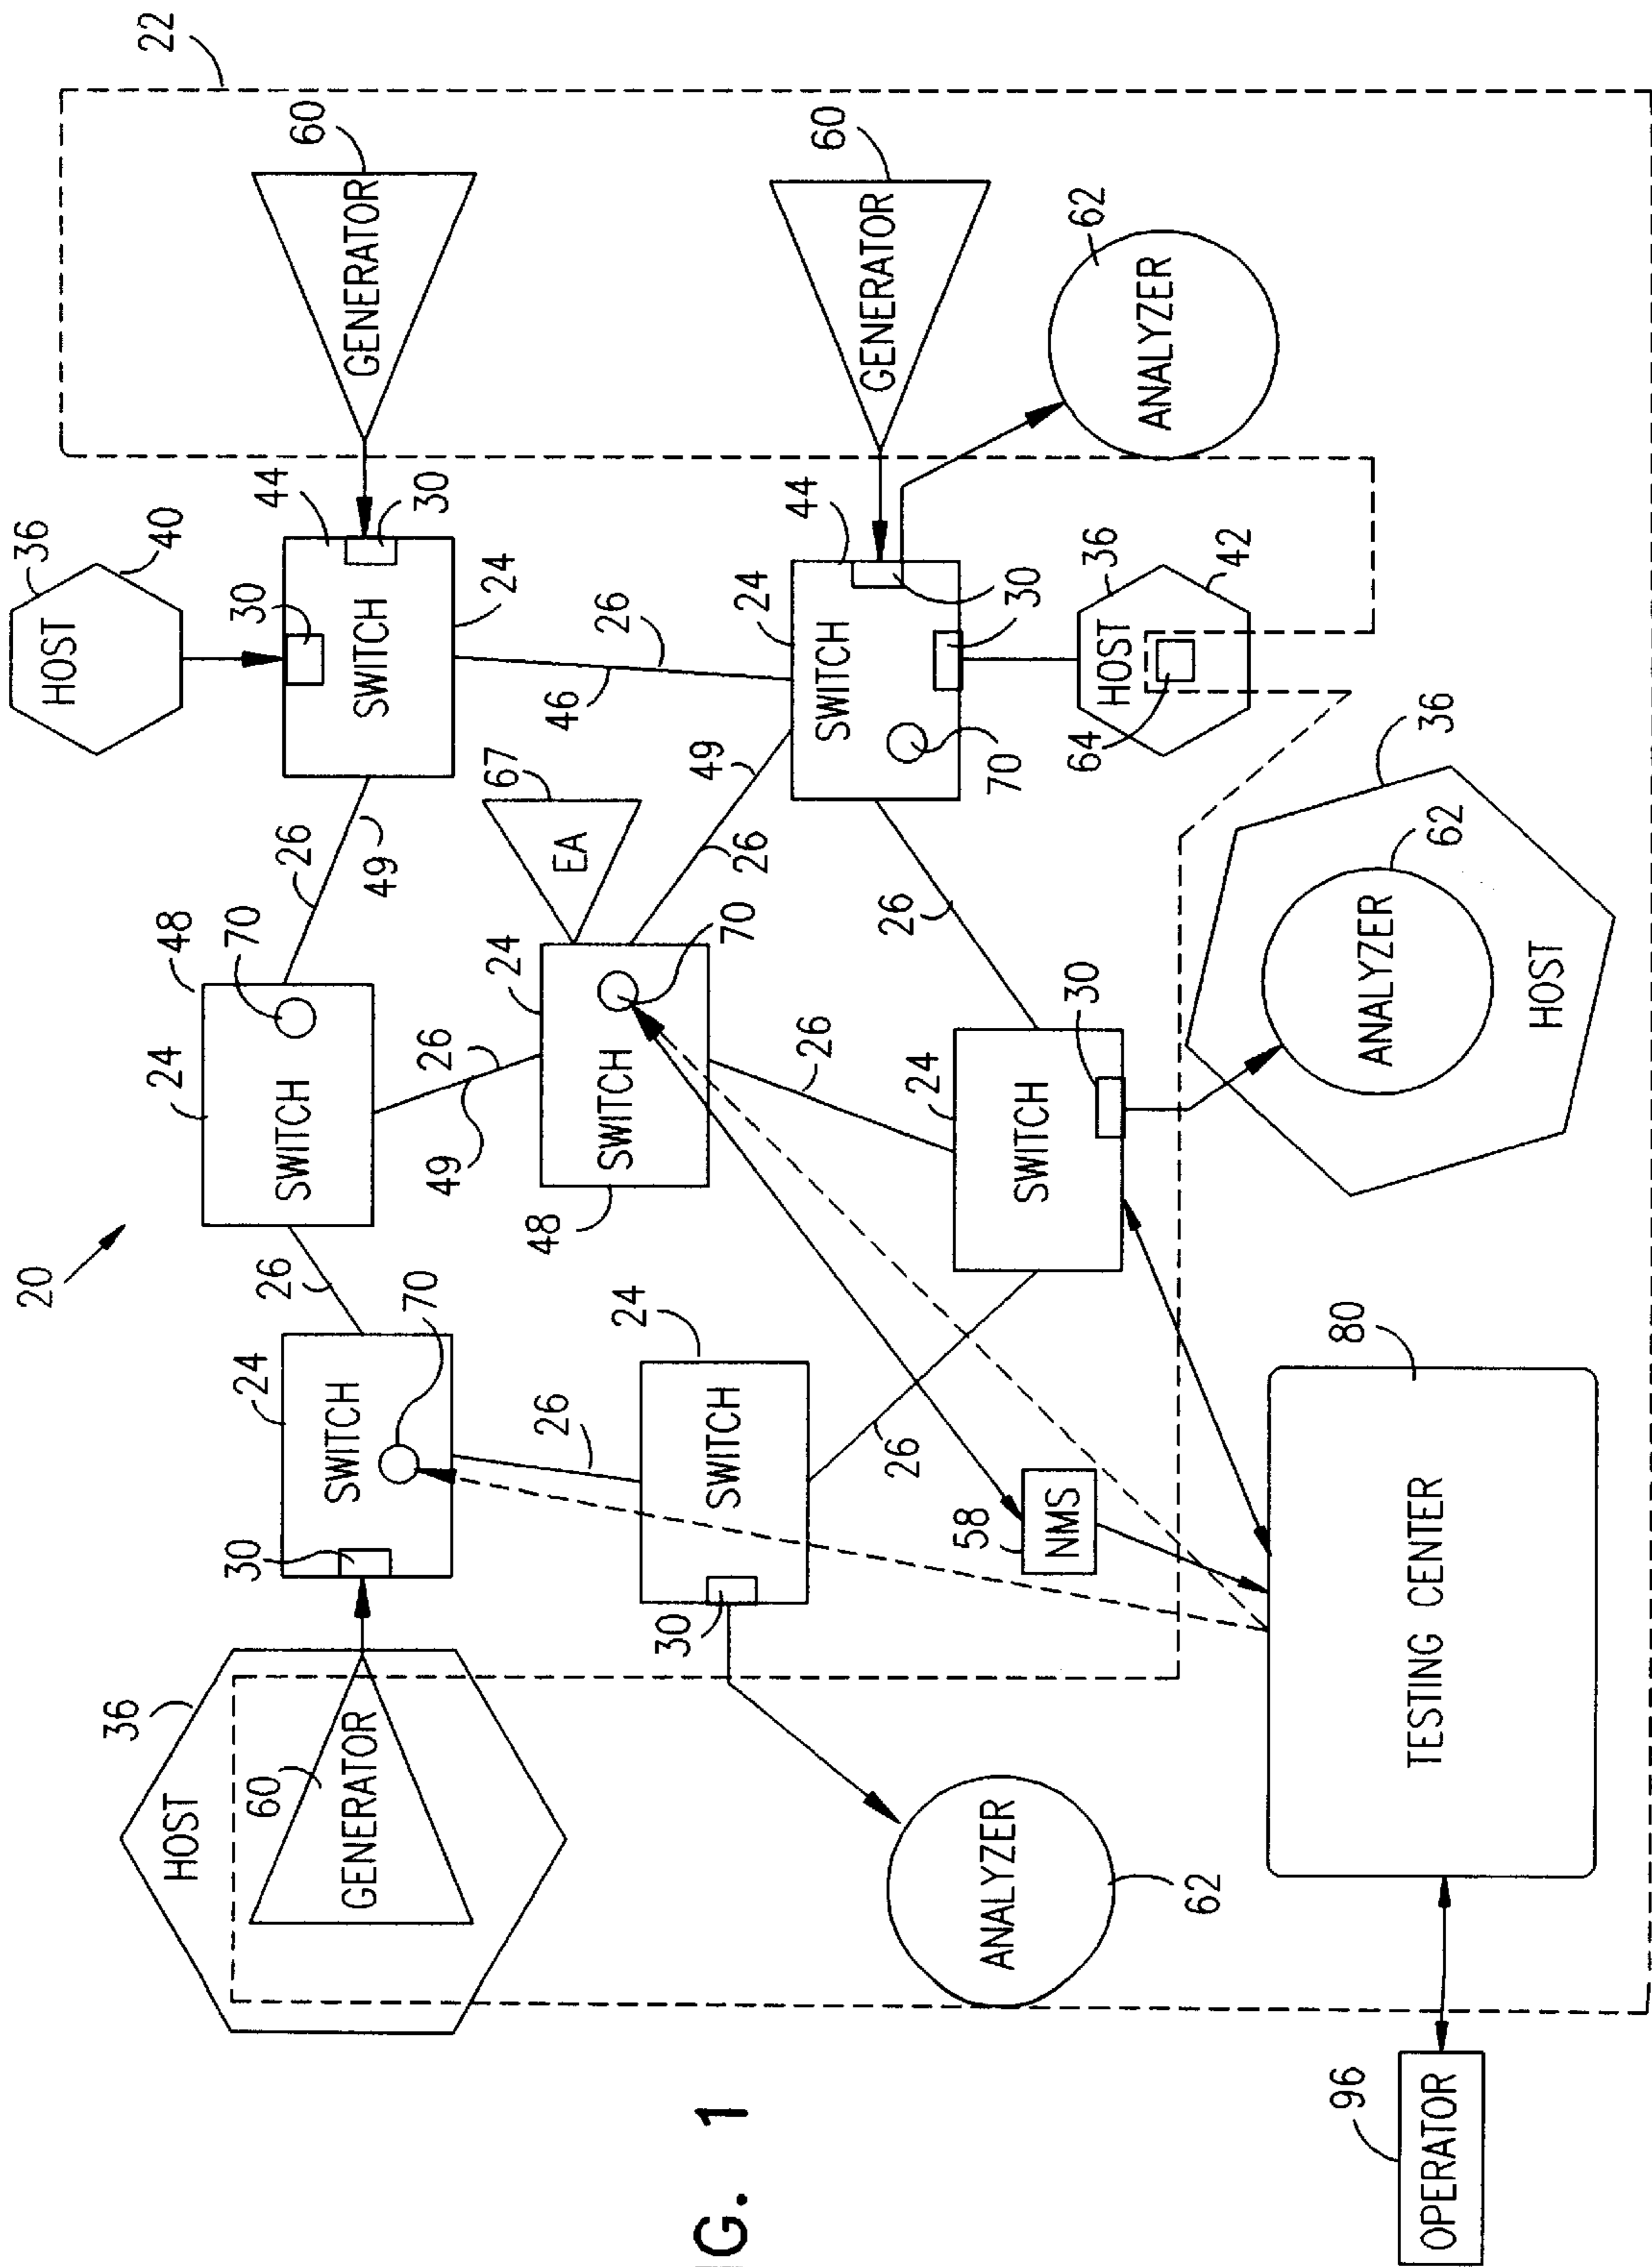 20
HOST
36
36
40
22
HOST
30
70
26
24
48
44
60
60
GENERATOR
30
SWITCH
24
SWITCH
70
26
49
SWITCH
30
24
GENERATOR
26
26
49
67
46
26
30
24
48
24
EA
SWITCH
SWITCH
70
49
26
G. 1
26
26
24
SWITCH
44
60
GENERATOR
26
24
26
30
70
30
62
ANALYZER
62
58
NMS
SWITCH
30
HOST
36
42
64
ANALYZER
80
36
62
ANALYZER
HOST
96
OPERATOR
TESTING CENTER